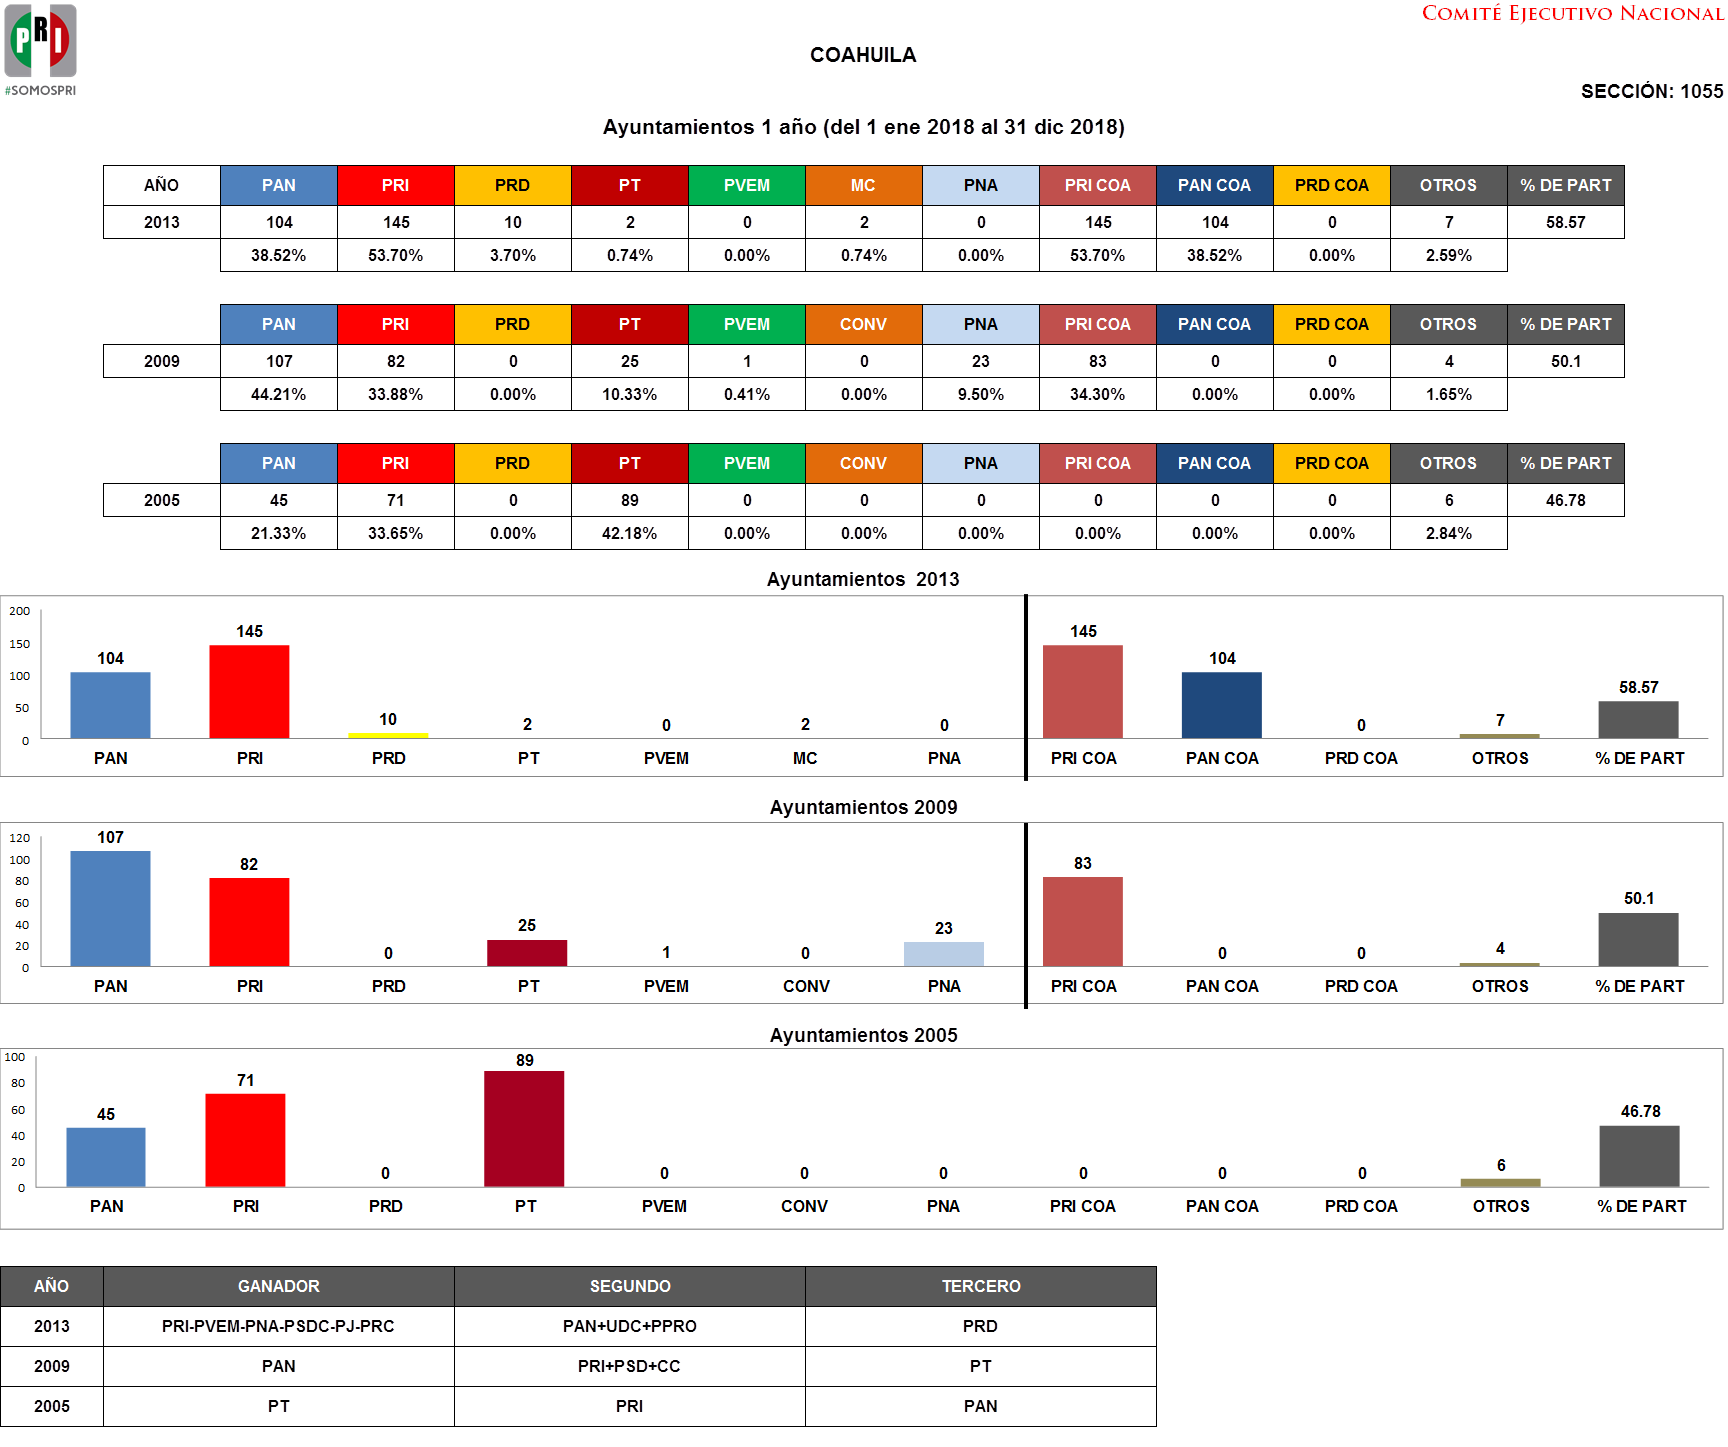 COMITÉ EJECUTIVO NACIONAL
PRI
#SOMOSPRI
COAHUILA
SECCIÓN: 1055
Ayuntamientos 1 año (del 1 ene 2018 al 31 dic 2018)
AÑO PAN PRI PRD PT PVEM MC PNA PRI COA PAN COA PRD COA OTROS % DE PART
2013 104 145 10 2 0 2 0 145 104 0 7 58.57
38.52% 53.70% 3.70% 0.74% 0.00% 0.74% 0.00% 53.70% 38.52% 0.00% 2.59%
PAN PRI PRD PT PVEM CONV PNA PRI COA PAN COA PRD COA OTROS % DE PART
2009 107 82 0 25 1 0 23 83 0 0 4 50.1
44.21% 33.88% 0.00% 10.33% 0.41% 0.00% 9.50% 34.30% 0.00% 0.00% 1.65%
PAN PRI PRD PT PVEM CONV PNA PRI COA PAN COA PRD COA OTROS % DE PART
2005 45 71 0 89 0 0 0 0 0 0 6 46.78
21.33% 33.65% 0.00% 42.18% 0.00% 0.00% 0.00% 0.00% 0.00% 0.00% 2.84%
Ayuntamientos 2013
200
150
100
50
0
104 145 10 2 0 2 0 145 104 0 7 58.57
PAN PRI PRD PT PVEM MC PNA PRI COA PAN COA PRD COA OTROS % DE PART
Ayuntamientos 2009
120
100
80
60
40
20
0
107 82 0 25 1 0 23 83 0 0 4 50.1
PAN PRI PRD PT PVEM CONV PNA PRI COA PAN COA PRD COA OTROS % DE PART
Ayuntamientos 2005
100
80
60
40
20
0
45 71 0 89 0 0 0 0 0 0 6 46.78
PAN PRI PRD PT PVEM CONV PNA PRI COA PAN COA PRD COA OTROS % DE PART
AÑO GANADOR SEGUNDO TERCERO
2013 PRI-PVEM-PNA-PSDC-PJ-PRC PAN+UDC+PPRO PRD
2009 PAN PRI+PSD+CC PT
2005 PT PRI PAN